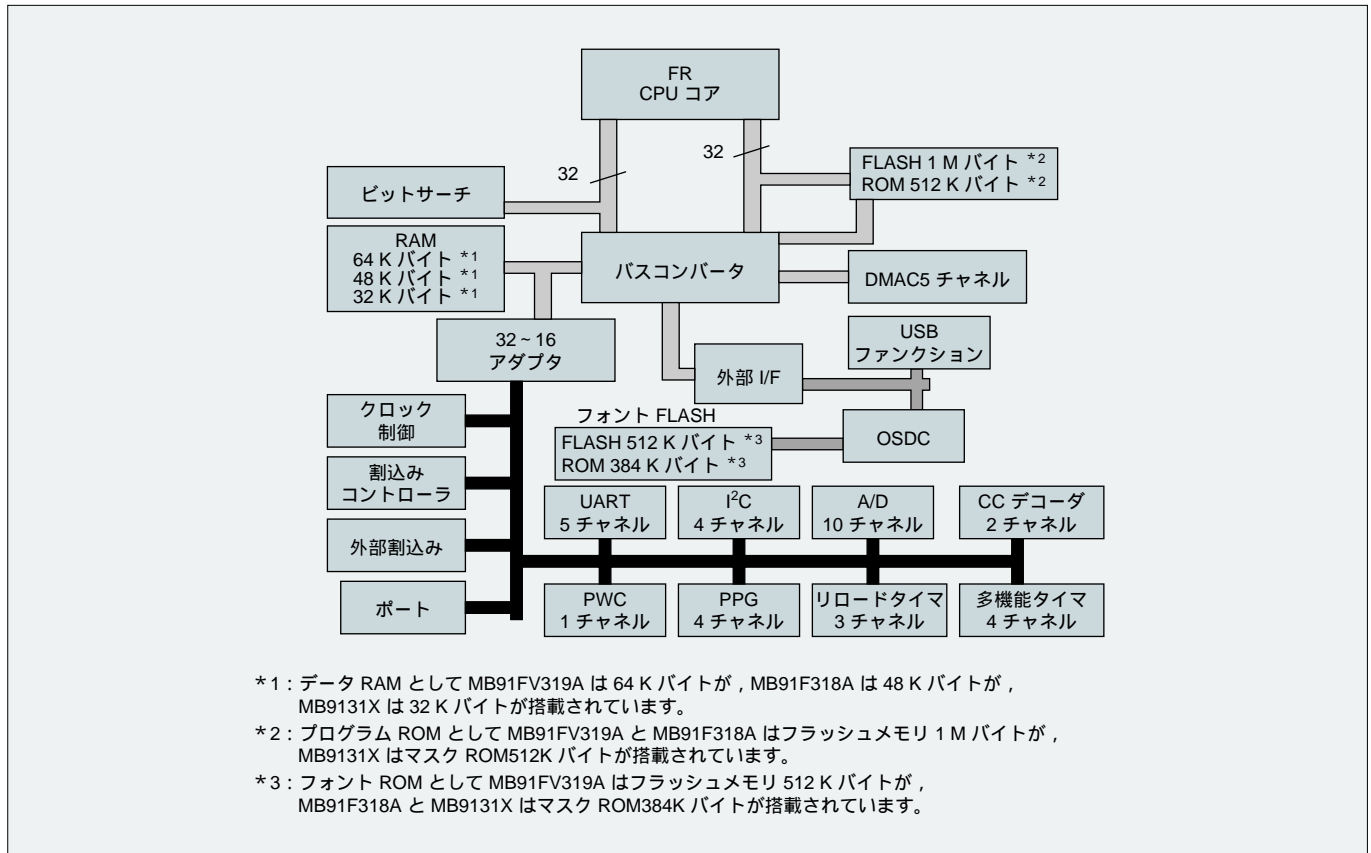 FR
CPU コア
32
32
FLASH 1 M バイト *2
ROM 512 K バイト *2
ビットサーチ
RAM
64 K バイト *1
48 K バイト *1
32 K バイト *1
バスコンバータ
DMAC5 チャネル
32~16
アダプタ
USB
ファンクション
外部 I/F
クロック
制御
フォント FLASH
FLASH 512 K バイト *3
ROM 384 K バイト *3
OSDC
割込み
コントローラ
UART
5 チャネル
I²C
4 チャネル
A/D
10 チャネル
CC デコーダ
2 チャネル
外部割込み
ポート
PWC
1 チャネル
PPG
4 チャネル
リロードタイマ
3 チャネル
多機能タイマ
4 チャネル
*1:データ RAM として MB91FV319A は 64 K バイトが,MB91F318A は 48 K バイトが,
MB9131X は 32 K バイトが搭載されています。
*2:プログラム ROM として MB91FV319A と MB91F318A はフラッシュメモリ 1 M バイトが,
MB9131X はマスク ROM512K バイトが搭載されています。
*3:フォント ROM として MB91FV319A はフラッシュメモリ 512 K バイトが,
MB91F318A と MB9131X はマスク ROM384K バイトが搭載されています。